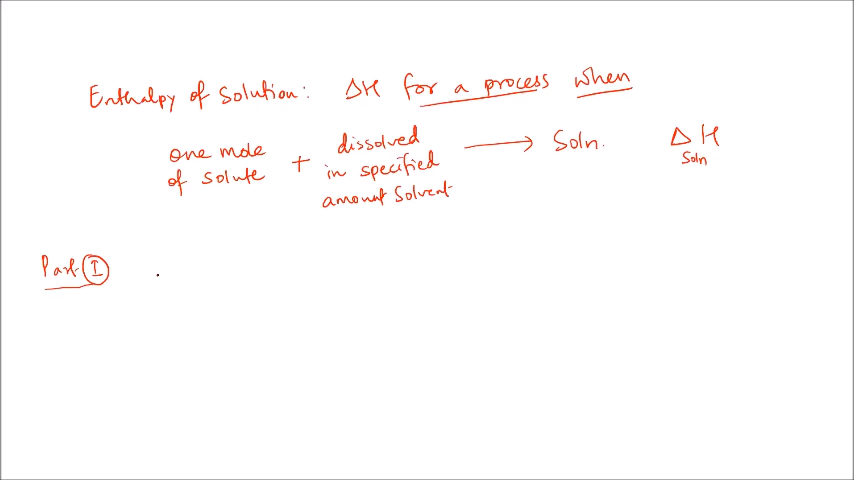 Enthalpy of Solution: ΔH for a process when
one mole of solute + dissolved in specified amount solvent ⟶ Soln. ΔH soln
Part I